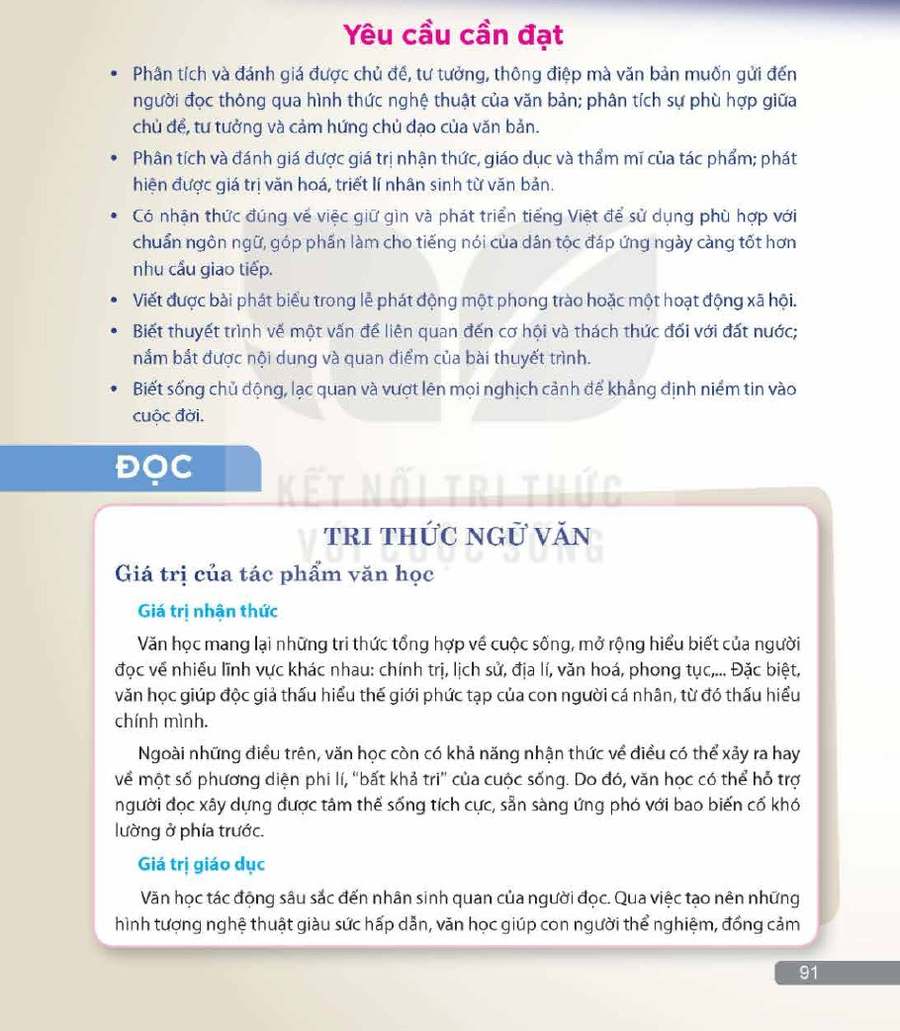 Yêu cầu cần đạt
• Phân tích và đánh giá được chủ đề, tư tưởng, thông điệp mà văn bản muốn gửi đến
người đọc thông qua hình thức nghệ thuật của văn bản; phân tích sự phù hợp giữa
chủ đề, tư tưởng và cảm hứng chủ đạo của văn bản.
• Phân tích và đánh giá được giá trị nhận thức, giáo dục và thẩm mĩ của tác phẩm; phát
hiện được giá trị văn hoá, triết lí nhân sinh từ văn bản.
• Có nhận thức đúng về việc giữ gìn và phát triển tiếng Việt để sử dụng phù hợp với
chuẩn ngôn ngữ, góp phần làm cho tiếng nói của dân tộc đáp ứng ngày càng tốt hơn
nhu cầu giao tiếp.
• Viết được bài phát biểu trong lễ phát động một phong trào hoặc một hoạt động xã hội.
• Biết thuyết trình về một vấn đề liên quan đến cơ hội và thách thức đối với đất nước;
nắm bắt được nội dung và quan điểm của bài thuyết trình.
• Biết sống chủ động, lạc quan và vượt lên mọi nghịch cảnh để khẳng định niềm tin vào
cuộc đời.
ĐỌC
KẾT NỐI TRI THỨC
VỚI CUỘC SỐNG
TRI THỨC NGỮ VĂN
Giá trị của tác phẩm văn học
Giá trị nhận thức
Văn học mang lại những tri thức tổng hợp về cuộc sống, mở rộng hiểu biết của người
đọc về nhiều lĩnh vực khác nhau: chính trị, lịch sử, địa lí, văn hoá, phong tục,... Đặc biệt,
văn học giúp độc giả thấu hiểu thế giới phức tạp của con người cá nhân, từ đó thấu hiểu
chính mình.
Ngoài những điều trên, văn học còn có khả năng nhận thức về điều có thể xảy ra hay
về một số phương diện phi lí, “bất khả tri” của cuộc sống. Do đó, văn học có thể hỗ trợ
người đọc xây dựng được tâm thế sống tích cực, sẵn sàng ứng phó với bao biến cố khó
lường ở phía trước.
Giá trị giáo dục
Văn học tác động sâu sắc đến nhân sinh quan của người đọc. Qua việc tạo nên những
hình tượng nghệ thuật giàu sức hấp dẫn, văn học giúp con người thể nghiệm, đồng cảm
91